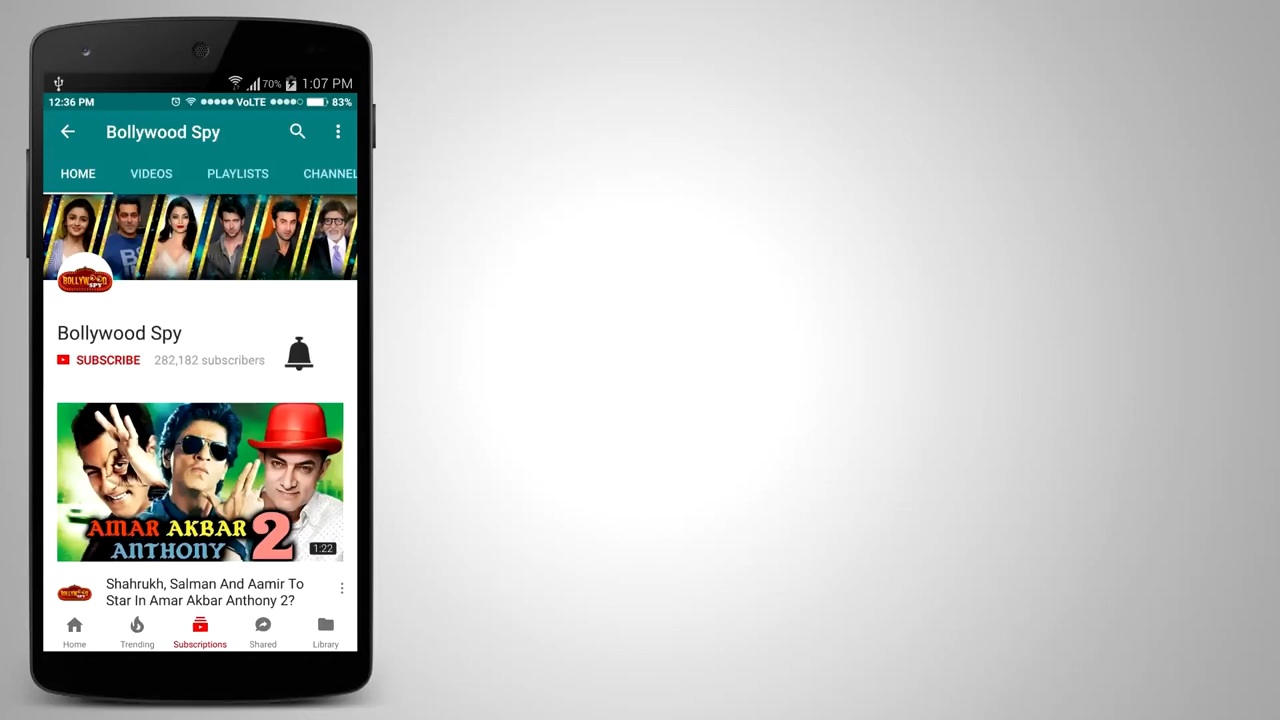 70% 1:07 PM
12:36 PM VoLTE 83%
Bollywood Spy
HOME VIDEOS PLAYLISTS CHANNEL
BOLLYWOOD SPY
Bollywood Spy
SUBSCRIBE 282,182 subscribers
AMAR AKBAR
ANTHONY 2
1:22
Shahrukh, Salman And Aamir To
Star In Amar Akbar Anthony 2?
Home Trending Subscriptions Shared Library